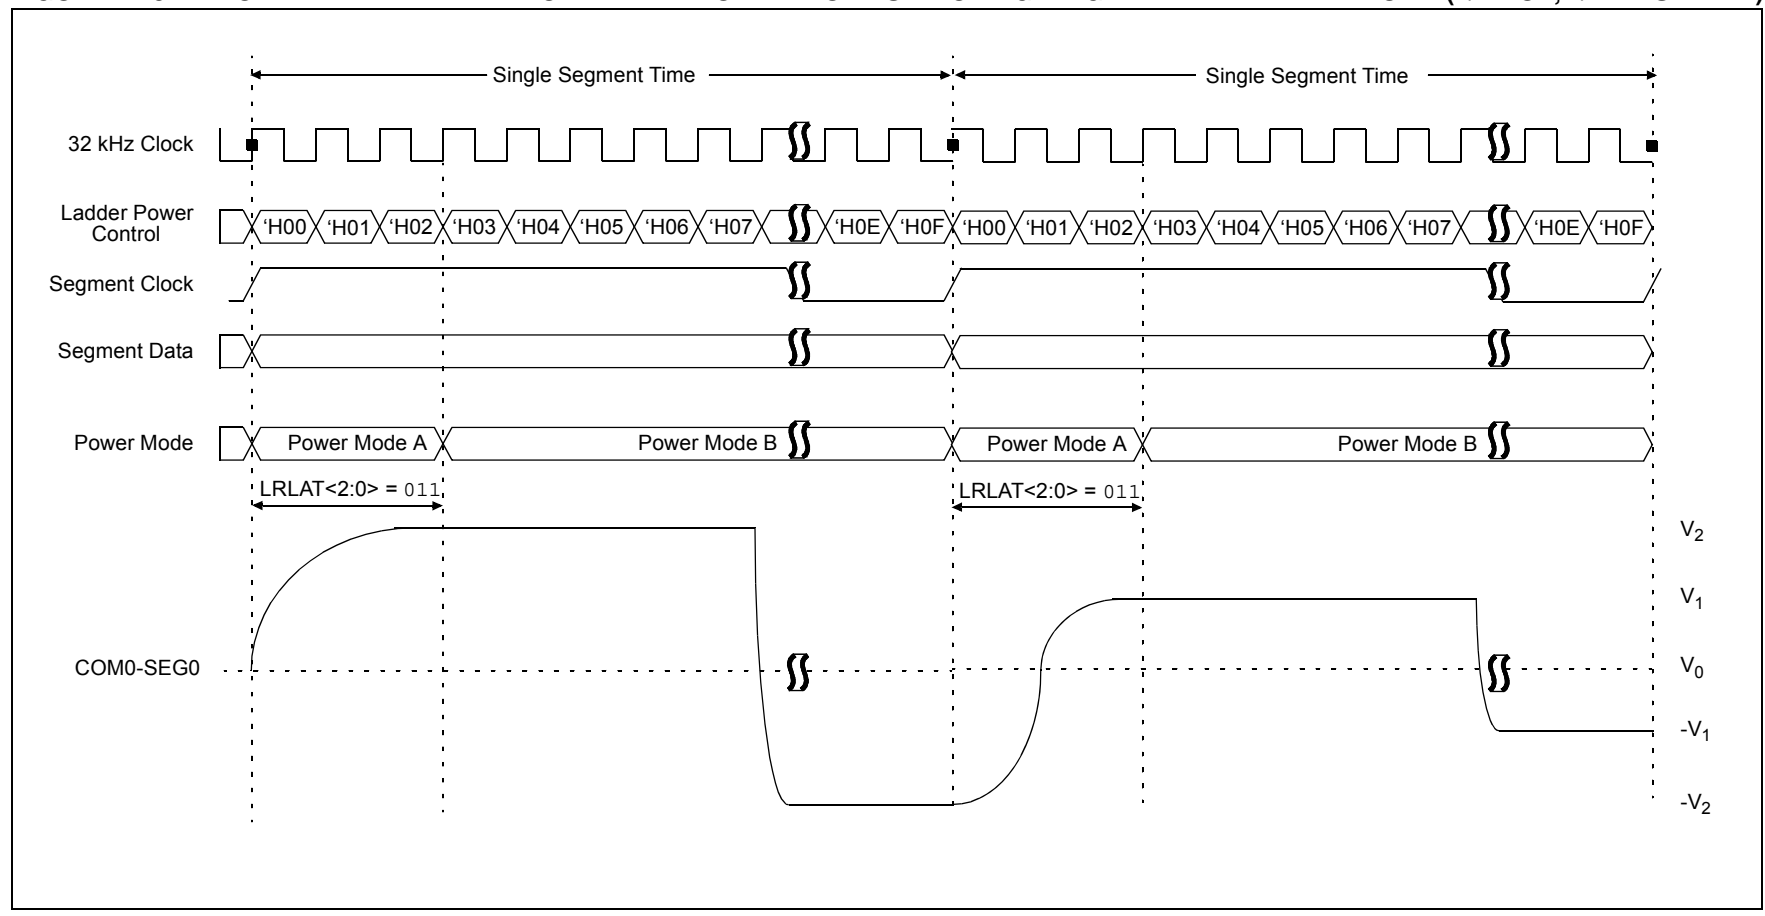 Single Segment Time Single Segment Time
32 kHz Clock
Ladder Power
Control
‘H00 ‘H01 ‘H02 ‘H03 ‘H04 ‘H05 ‘H06 ‘H07 ‘H0E ‘H0F ‘H00 ‘H01 ‘H02 ‘H03 ‘H04 ‘H05 ‘H06 ‘H07 ‘H0E ‘H0F
Segment Clock
Segment Data
Power Mode Power Mode A Power Mode B Power Mode A Power Mode B
LRLAT<2:0> = 011 LRLAT<2:0> = 011
V2
V1
COM0-SEG0 V0
-V1
-V2